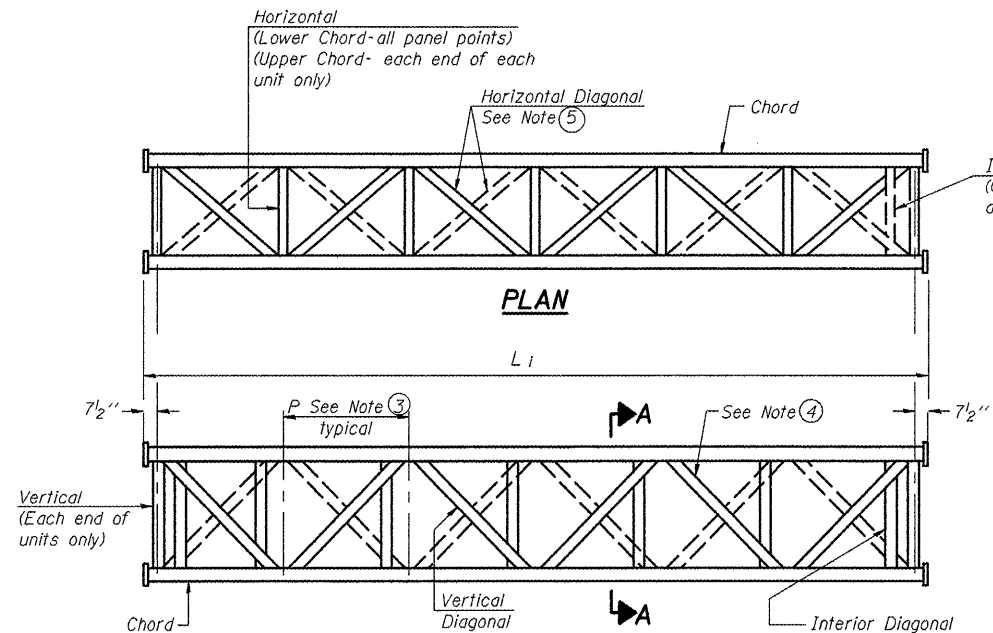 Horizontal
(Lower Chord-all panel points)
(Upper Chord- each end of each
unit only)
Horizontal Diagonal
See Note 5
Chord
PLAN
L i
7½"
P See Note 3
typical
A
See Note 4
7½"
Vertical
(Each end of
units only)
Chord
Vertical
Diagonal
A
Interior Diagonal